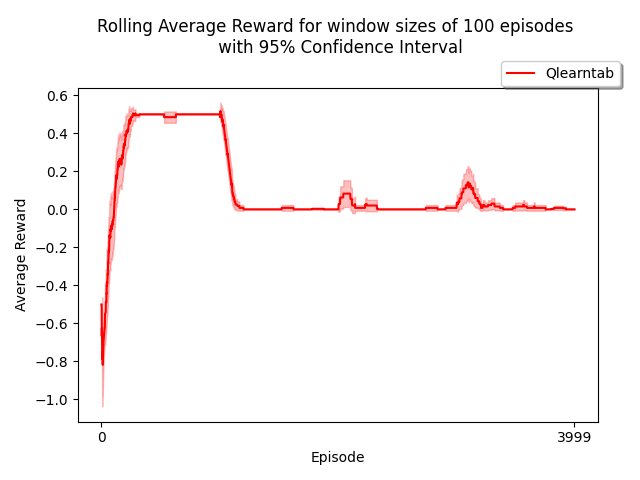 Rolling Average Reward for window sizes of 100 episodes
with 95% Confidence Interval
Qlearntab
0.6
0.4
0.2
0.0
−0.2
−0.4
−0.6
−0.8
−1.0
Average Reward
0
3999
Episode